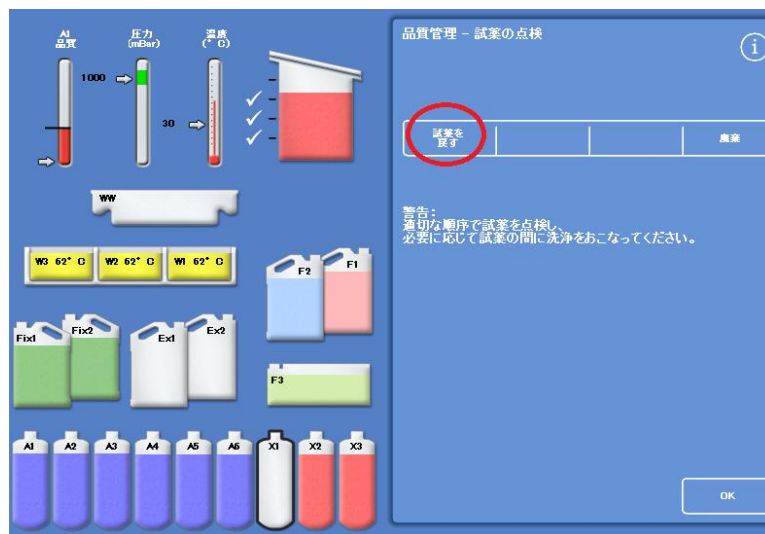 AI
品質
圧力
(mBar)
温度
(° C)
1000
30
WW
W3 62° C
W2 62° C
W1 62° C
F2
F1
Fix1
Fix2
Ex1
Ex2
F3
A1
A2
A3
A4
A5
A6
X1
X2
X3
品質管理 – 試薬の点検
i
試薬を
戻す
廃棄
警告:
適切な順序で試薬を点検し、
必要に応じて試薬の間に洗浄をおこなってください。
OK